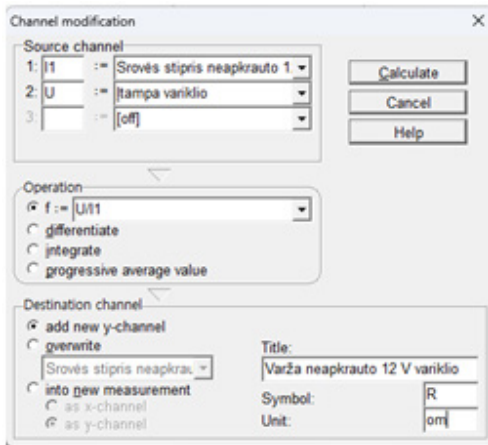 Channel modification
Source channel
1: I1 := Srovės stipris neapkrauto 1.
2: U := Įtampa variklio
3: := [off]
Calculate
Cancel
Help
Operation
f := U/I1
differentiate
integrate
progressive average value
Destination channel
add new y-channel
overwrite
Srovės stipris neapkrau.
into new measurement
as x-channel
as y-channel
Title:
Varža neapkrauto 12 V variklio
Symbol: R
Unit: om